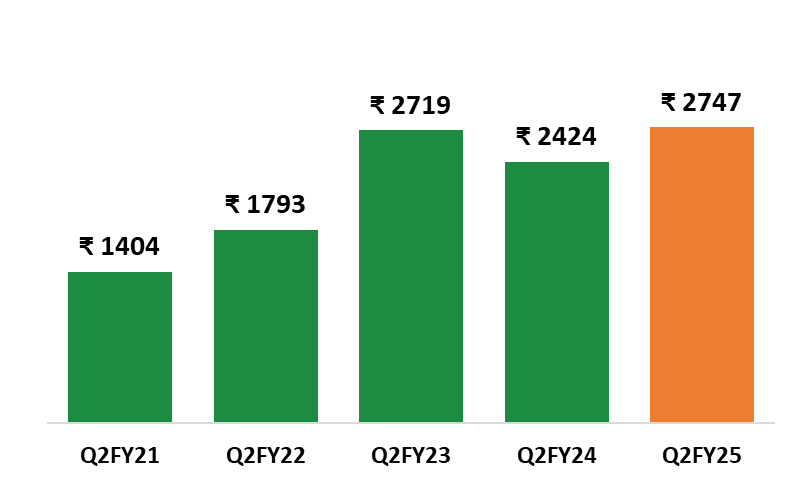 ₹ 1404
₹ 1793
₹ 2719
₹ 2424
₹ 2747
Q2FY21
Q2FY22
Q2FY23
Q2FY24
Q2FY25